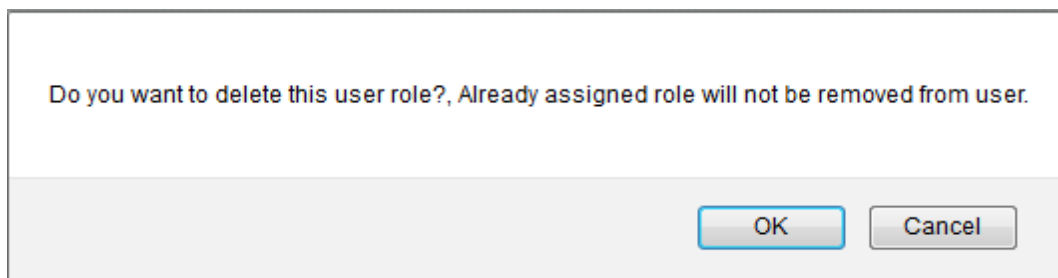 Do you want to delete this user role?, Already assigned role will not be removed from user.
OK
Cancel